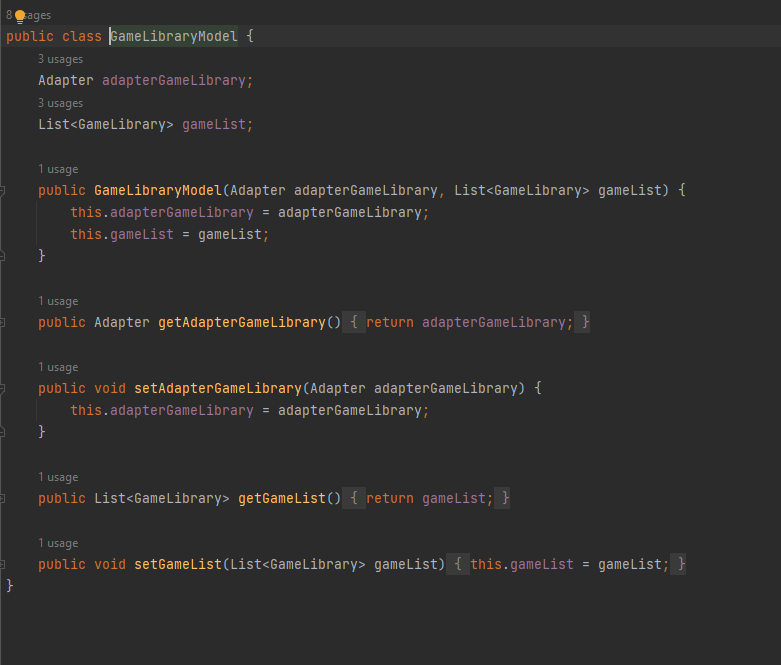 8 usages
public class GameLibraryModel {
3 usages
Adapter adapterGameLibrary;
3 usages
List<GameLibrary> gameList;
1 usage
public GameLibraryModel(Adapter adapterGameLibrary, List<GameLibrary> gameList) {
this.adapterGameLibrary = adapterGameLibrary;
this.gameList = gameList;
}
1 usage
public Adapter getAdapterGameLibrary() { return adapterGameLibrary; }
1 usage
public void setAdapterGameLibrary(Adapter adapterGameLibrary) {
this.adapterGameLibrary = adapterGameLibrary;
}
1 usage
public List<GameLibrary> getGameList() { return gameList; }
1 usage
public void setGameList(List<GameLibrary> gameList) { this.gameList = gameList; }
}